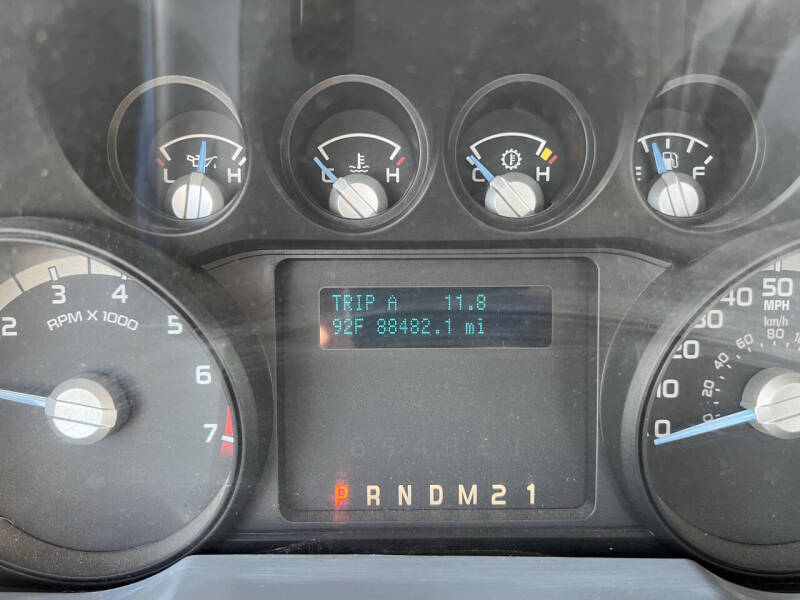 L H
C H
C H
E F
2 3 4 5 6 7
RPM X 1000
TRIP A 11.8
92F 88482.1 mi
P R N D M 2 1
0 10 20 30 40 50
MPH
km/h
0 20 40 60 80